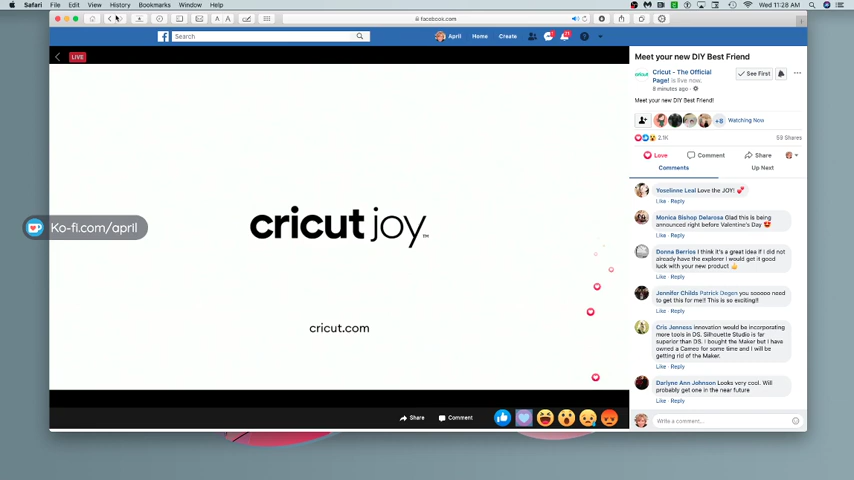 Safari File Edit View History Bookmarks Window Help
Wed 11:28 AM
facebook.com
Search
April Home Create
LIVE
cricut joy™
cricut.com
Ko-fi.com/april
Share Comment
Meet your new DIY Best Friend
Cricut - The Official
Page! is live now.
8 minutes ago
See First
Meet your new DIY Best Friend!
+8 Watching Now
2.1K
59 Shares
Love Comment Share
Comments Up Next
Yoselinne Leal Love the JOY!
Like · Reply
Monica Bishop Delarosa Glad this is being
announced right before Valentine's Day
Like · Reply
Donna Berrios I think it's a great idea if I did not
already have the explorer I would get it good
luck with your new product
Like · Reply
Jennifer Childs Patrick Degen you sooooo need
to get this for me!! This is so exciting!!
Like · Reply
Cris Jenness innovation would be incorporating
more tools in DS. Silhouette Studio is far
superior than DS. I bought the Maker but I have
owned a Cameo for some time and I will be
getting rid of the Maker.
Like · Reply
Darlyne Ann Johnson Looks very cool. Will
probably get one in the near future
Like · Reply
Write a comment...